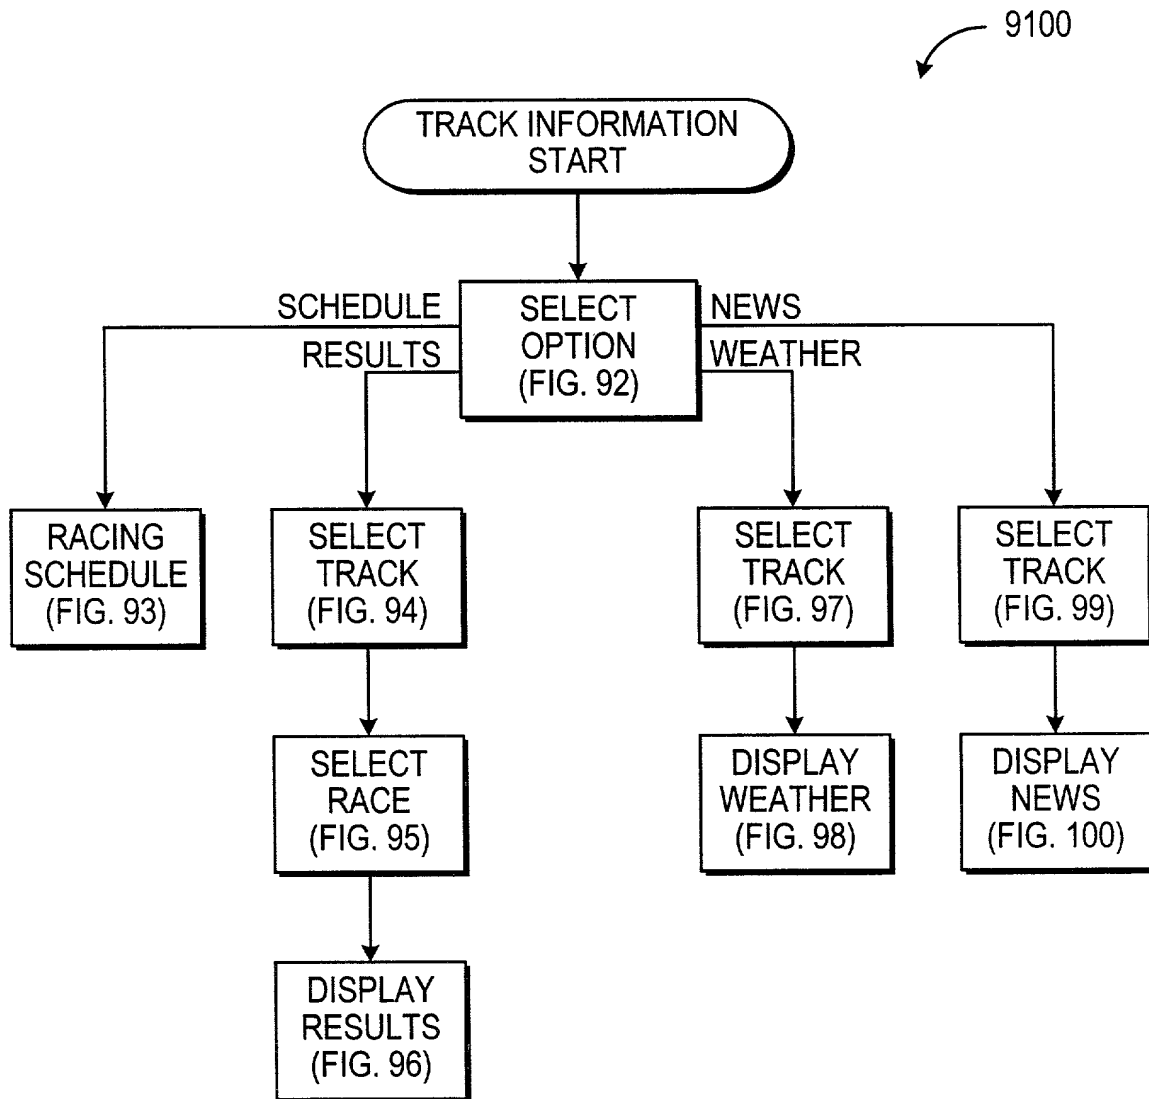 9100
TRACK INFORMATION
START
SCHEDULE
RESULTS
SELECT
OPTION
(FIG. 92)
NEWS
WEATHER
RACING
SCHEDULE
(FIG. 93)
SELECT
TRACK
(FIG. 94)
SELECT
TRACK
(FIG. 97)
SELECT
TRACK
(FIG. 99)
SELECT
RACE
(FIG. 95)
DISPLAY
WEATHER
(FIG. 98)
DISPLAY
NEWS
(FIG. 100)
DISPLAY
RESULTS
(FIG. 96)